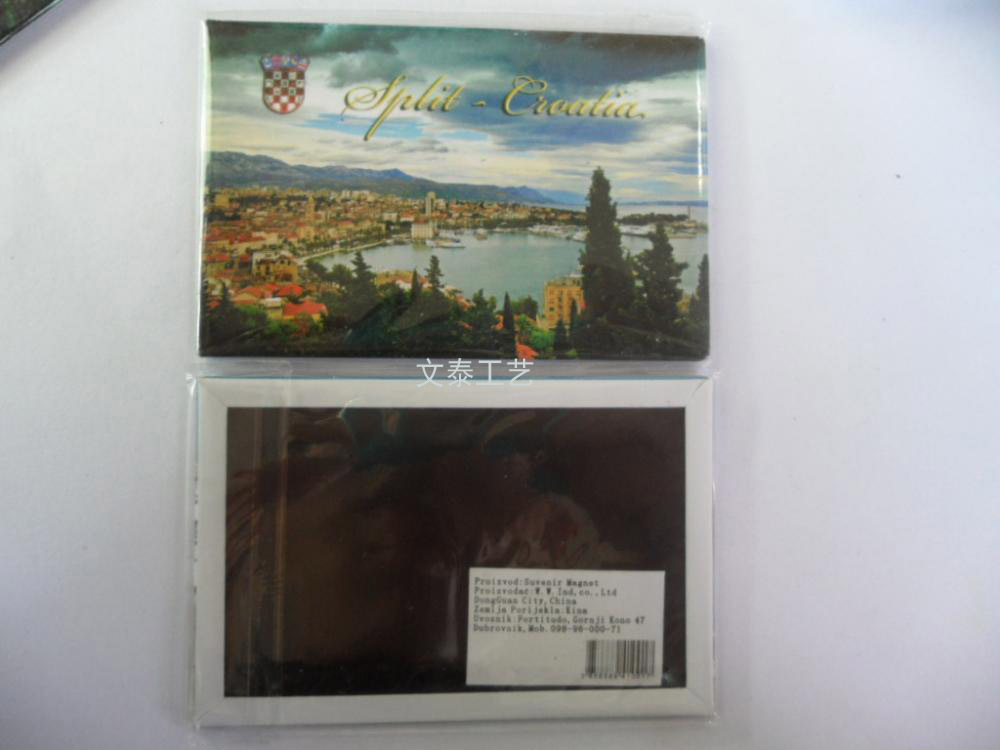 Split - Croatia
文泰工艺
Proizvod:Suvenir Magnet
Proizvodac:W.W.Ind,co.,Ltd
DongGuan City,China
Zemlja Porijekla:Kina
Uvoznik:Fortitudo,Gornji Kono 47
Dubrovnik,Mob.098-96-000-71